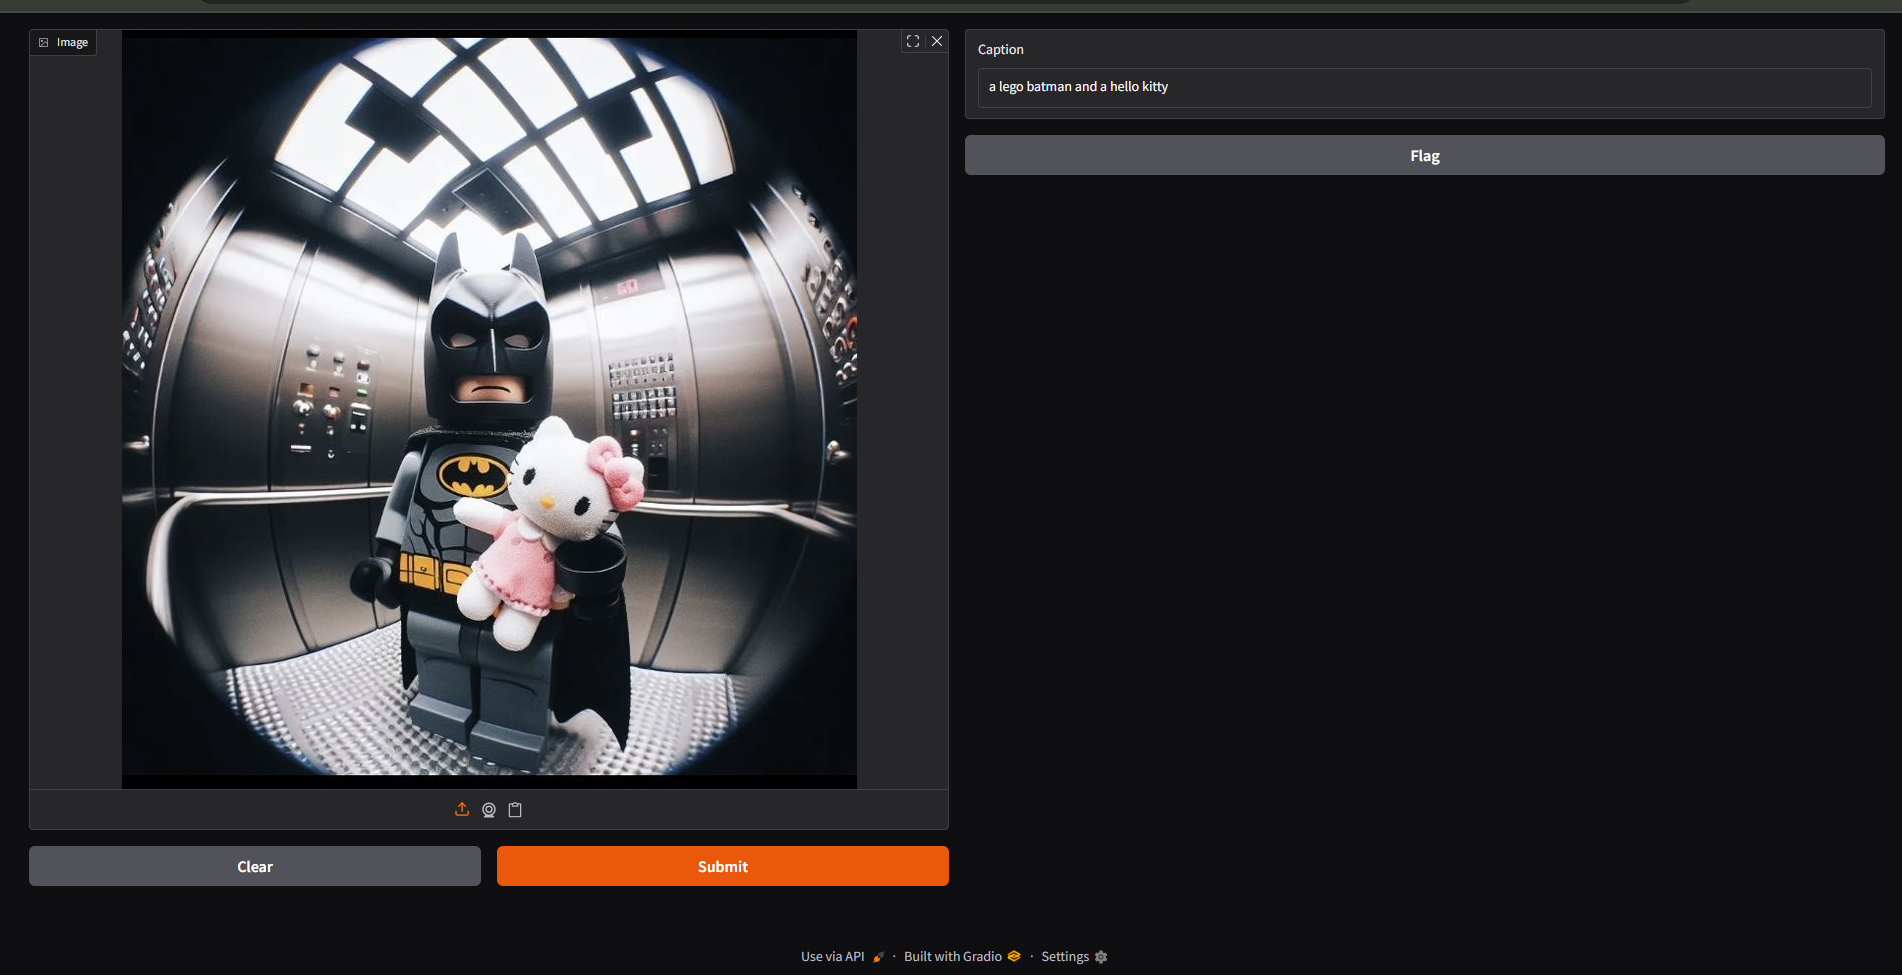 Image
Caption
a lego batman and a hello kitty
Flag
Clear
Submit
Use via API · Built with Gradio · Settings